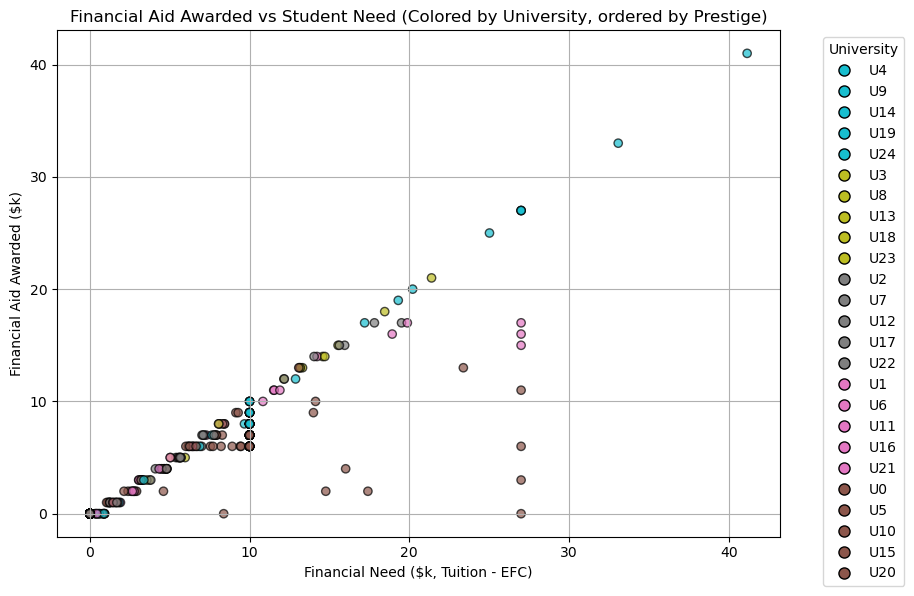 Financial Aid Awarded vs Student Need (Colored by University, ordered by Prestige)
Financial Aid Awarded ($k)
40
30
20
10
0
0 10 20 30 40
Financial Need ($k, Tuition - EFC)
University
U4
U9
U14
U19
U24
U3
U8
U13
U18
U23
U2
U7
U12
U17
U22
U1
U6
U11
U16
U21
U0
U5
U10
U15
U20